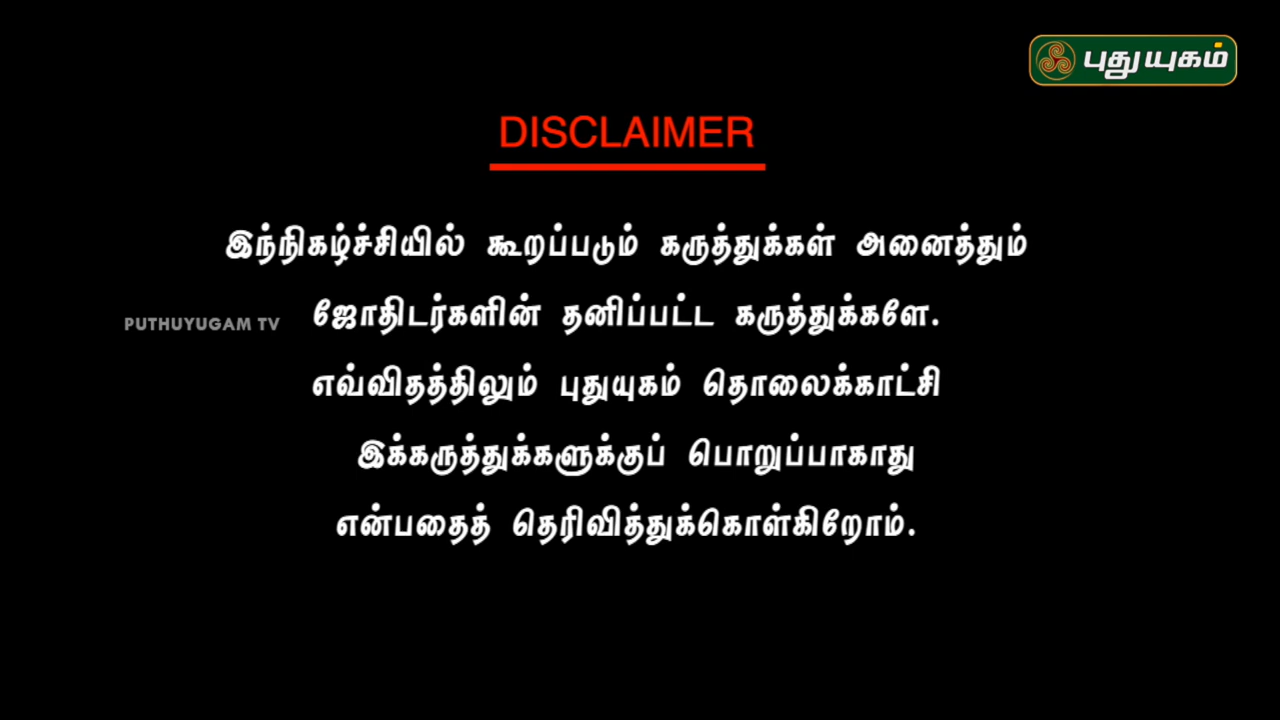 புதுயுகம்
DISCLAIMER
இந்நிகழ்ச்சியில் கூறப்படும் கருத்துக்கள் அனைத்தும்
PUTHUYUGAM TV
ஜோதிடர்களின் தனிப்பட்ட கருத்துக்களே.
எவ்விதத்திலும் புதுயுகம் தொலைக்காட்சி
இக்கருத்துக்களுக்குப் பொறுப்பாகாது
என்பதைத் தெரிவித்துக்கொள்கிறோம்.